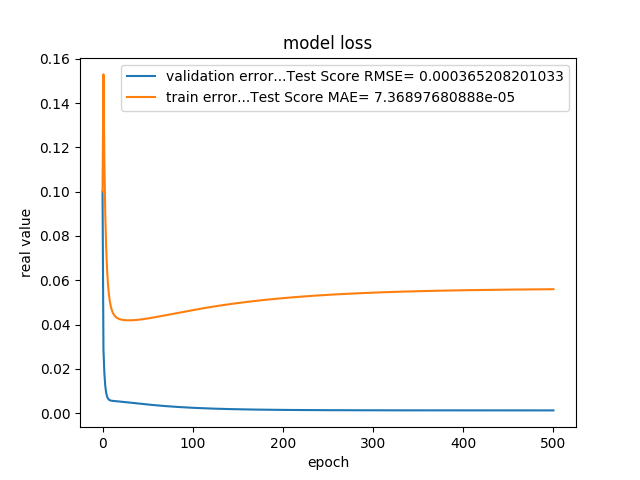 model loss
validation error...Test Score RMSE= 0.000365208201033
train error...Test Score MAE= 7.36897680888e-05
0.16
0.14
0.12
0.10
0.08
0.06
0.04
0.02
0.00
real value
0 100 200 300 400 500
epoch